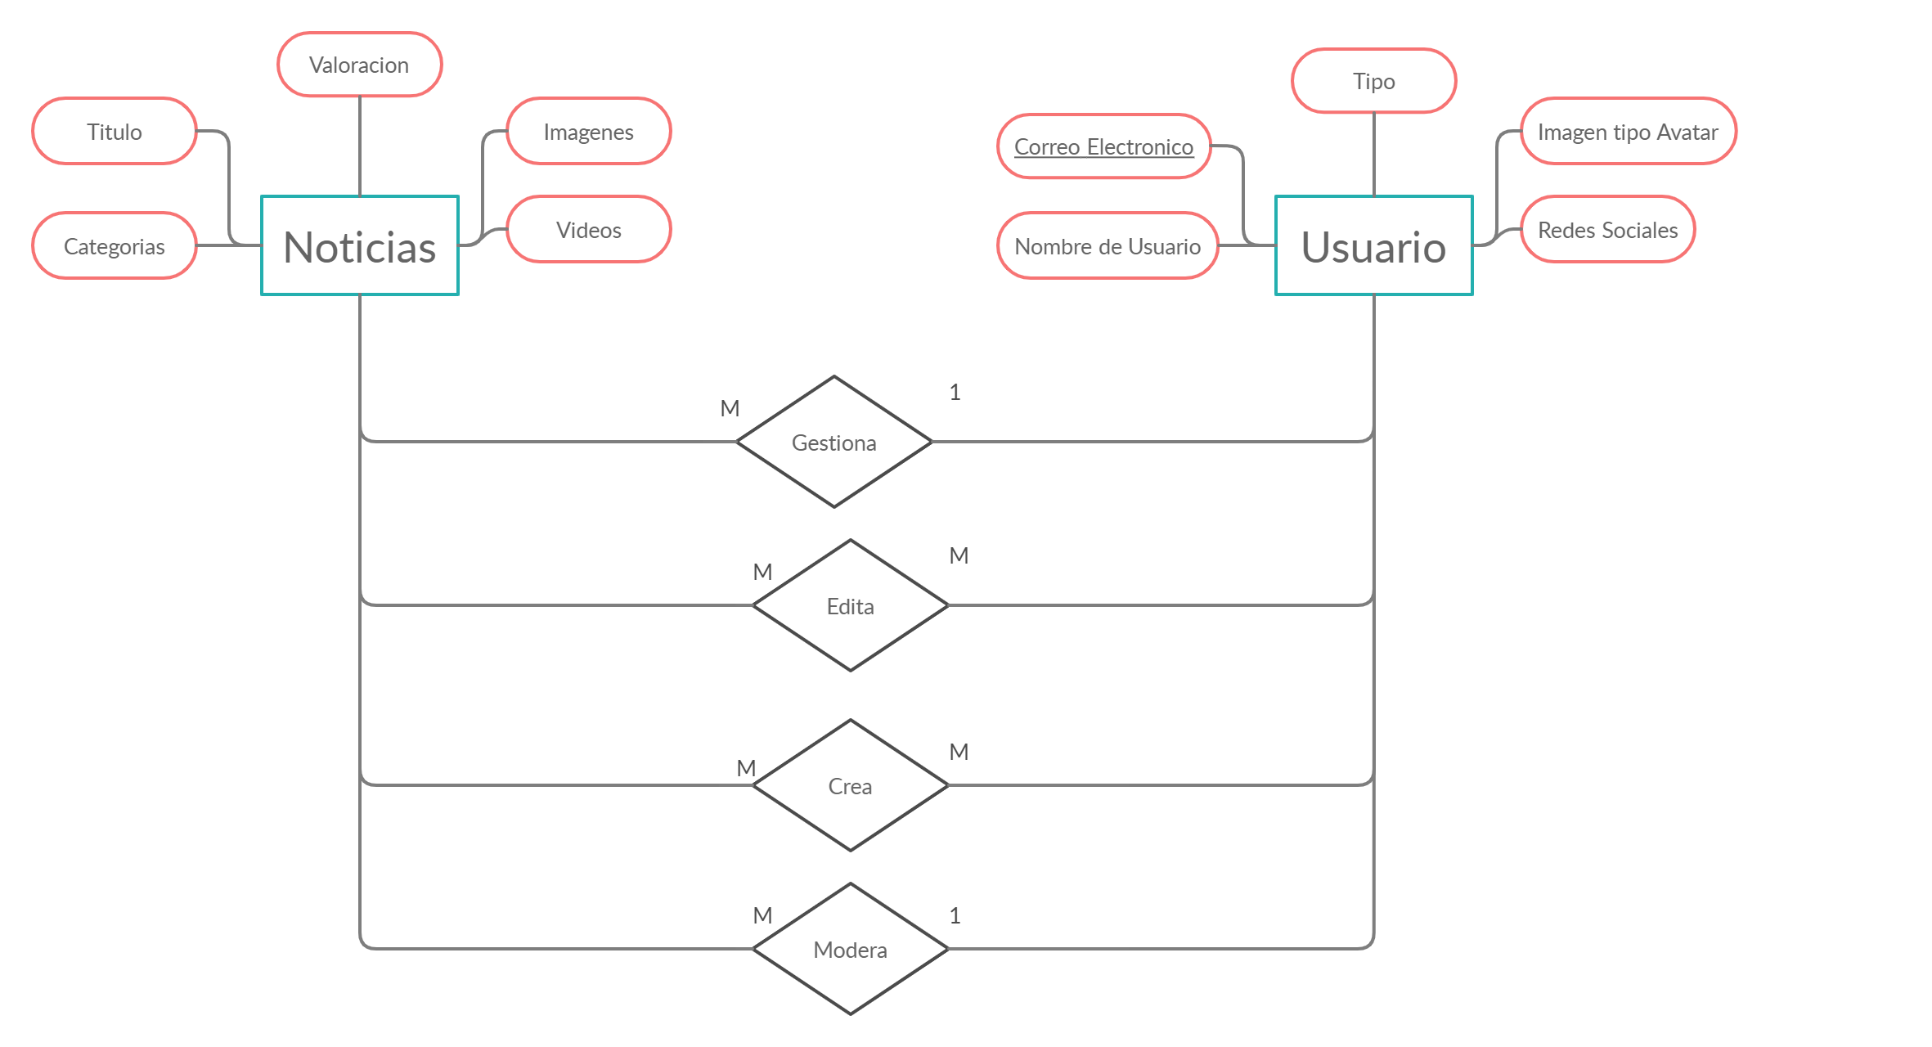 Valoracion
Titulo
Imagenes
Categorias
Videos
Noticias
Tipo
Correo Electronico
Imagen tipo Avatar
Nombre de Usuario
Redes Sociales
Usuario
M
1
Gestiona
M
M
Edita
M
M
Crea
M
1
Modera